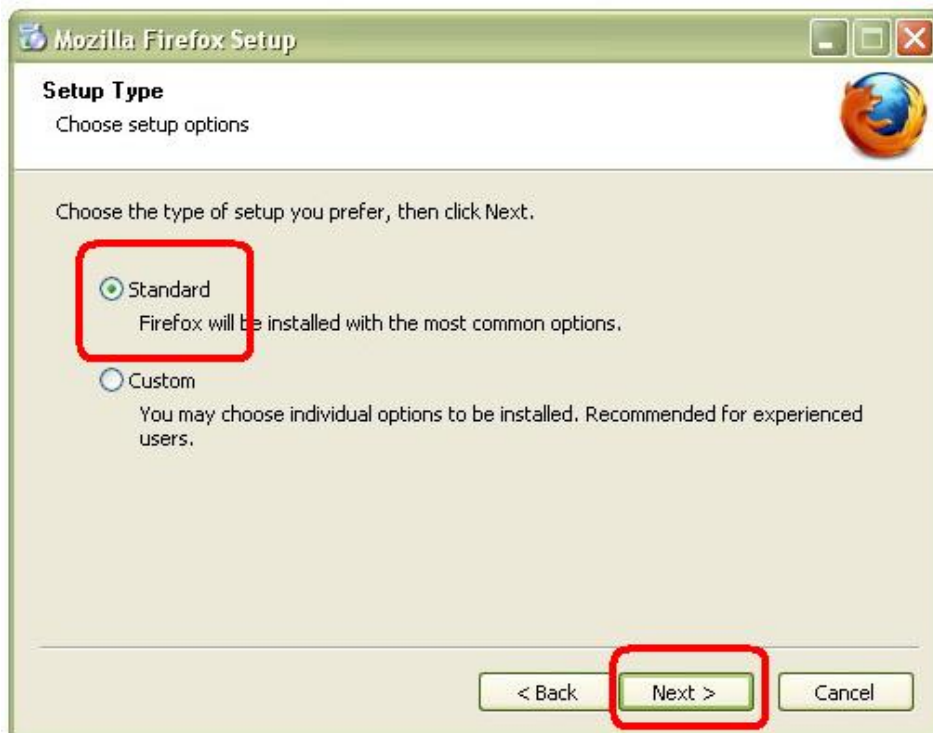 Mozilla Firefox Setup
Setup Type
Choose setup options
Choose the type of setup you prefer, then click Next.
Standard
Firefox will be installed with the most common options.
Custom
You may choose individual options to be installed. Recommended for experienced
users.
< Back Next > Cancel